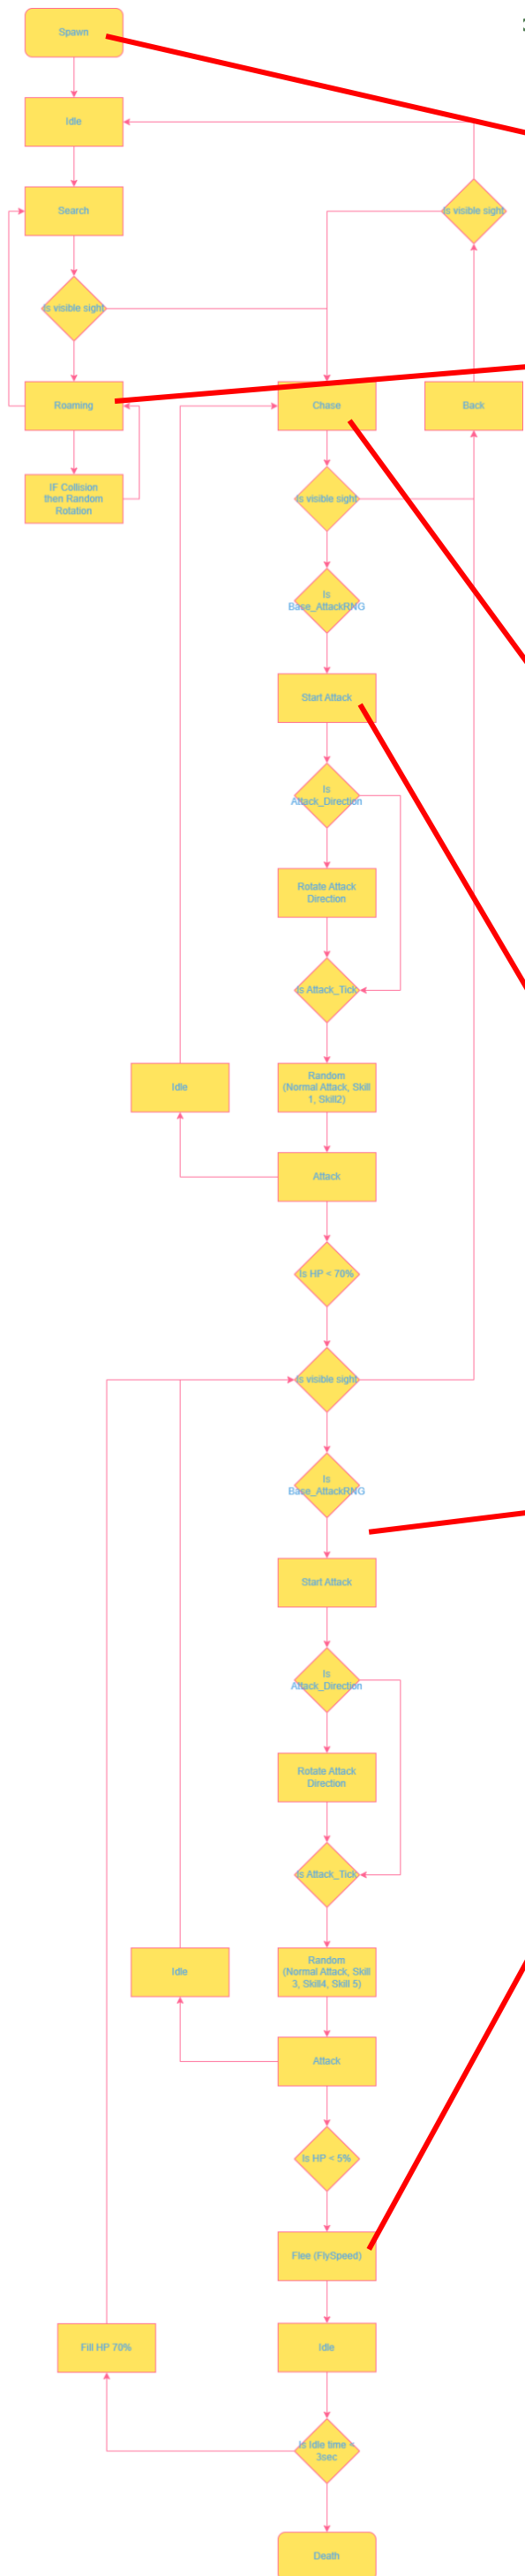 Spawn
Idle
Is visible sight
Search
Is visible sight
Roaming
Chase
Back
IF Collision
then Random
Rotation
Is visible sight
Is
Base_AttackRNG
Start Attack
Is
Attack_Direction
Rotate Attack
Direction
Is Attack_Tick
Idle
Random
(Normal Attack, Skill
1, Skill2)
Attack
Is HP < 70%
Is visible sight
Is
Base_AttackRNG
Start Attack
Is
Attack_Direction
Rotate Attack
Direction
Is Attack_Tick
Idle
Random
(Normal Attack, Skill
3, Skill4, Skill 5)
Attack
Is HP < 5%
Flee (FlySpeed)
Fill HP 70%
Idle
Is Idle time <
3sec
Death